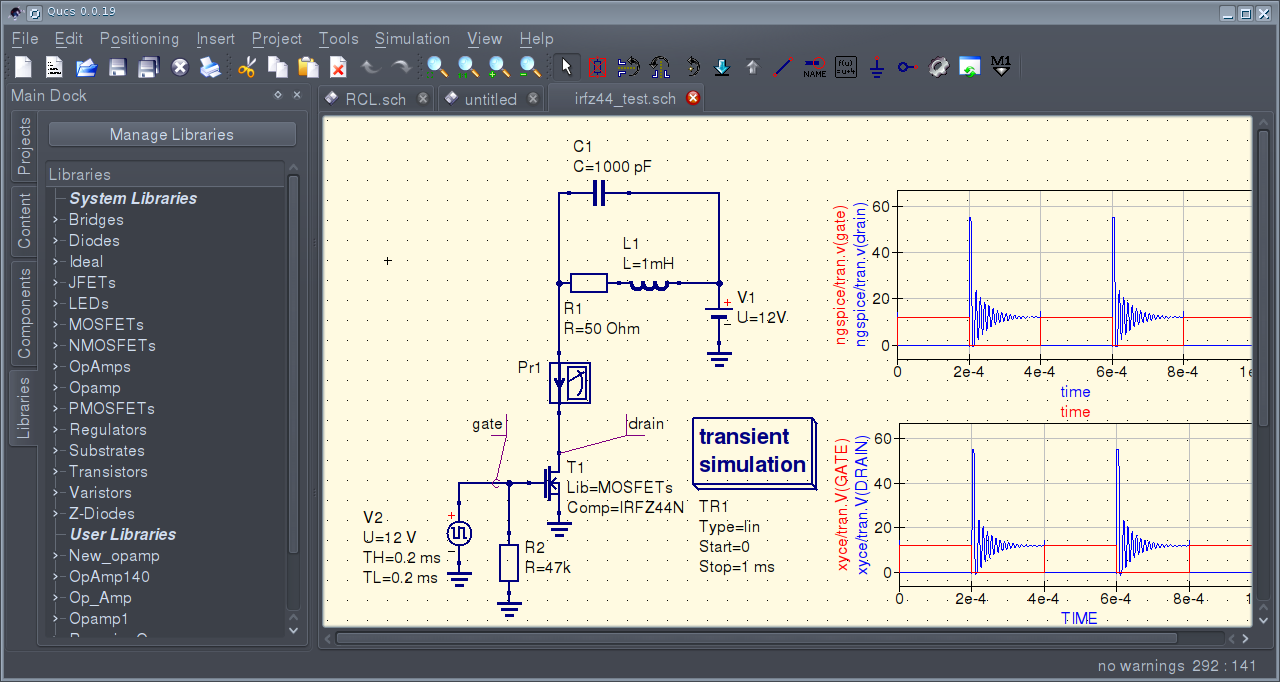 Qucs 0.0.19
File Edit Positioning Insert Project Tools Simulation View Help
NAME
f(u)
=u+4
M1
Main Dock
RCL.sch
untitled
irfz44_test.sch
Projects
Content
Components
Libraries
Manage Libraries
Libraries
System Libraries
Bridges
Diodes
Ideal
JFETs
LEDs
MOSFETs
NMOSFETs
OpAmps
Opamp
PMOSFETs
Regulators
Substrates
Transistors
Varistors
Z-Diodes
User Libraries
New_opamp
OpAmp140
Op_Amp
Opamp1
C1
C=1000 pF
L1
L=1mH
R1
R=50 Ohm
V1
U=12V
Pr1
gate
drain
T1
Lib=MOSFETs
Comp=IRFZ44N
V2
U=12 V
TH=0.2 ms
TL=0.2 ms
R2
R=47k
transient
simulation
TR1
Type=lin
Start=0
Stop=1 ms
ngspice/tran.v(gate)
ngspice/tran.v(drain)
60
40
20
0
0 2e-4 4e-4 6e-4 8e-4
time
time
xyce/tran.V(GATE)
xyce/tran.V(DRAIN)
60
40
20
0
0 2e-4 4e-4 6e-4 8e-4
TIME
no warnings 292 : 141